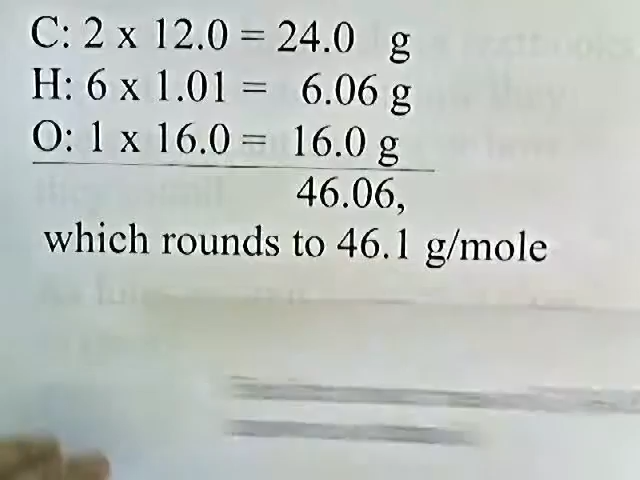 C: 2 x 12.0 = 24.0 g
H: 6 x 1.01 = 6.06 g
O: 1 x 16.0 = 16.0 g
46.06,
which rounds to 46.1 g/mole